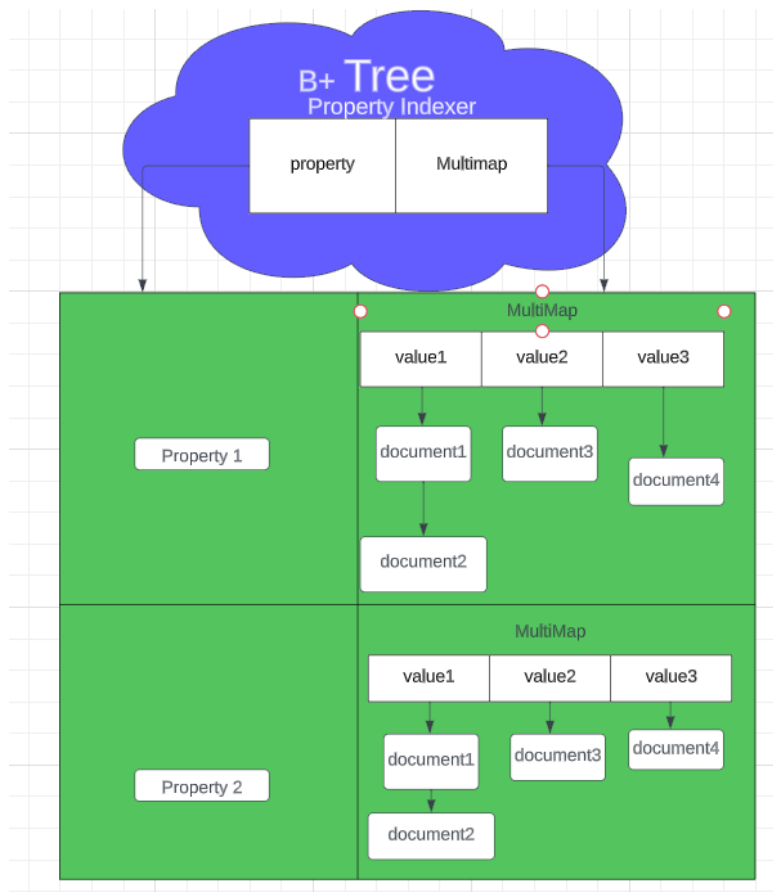 B+ Tree
Property Indexer
property Multimap
MultiMap
value1 value2 value3
document1 document3
document4
Property 1
document2
MultiMap
value1 value2 value3
document1 document3 document4
Property 2
document2